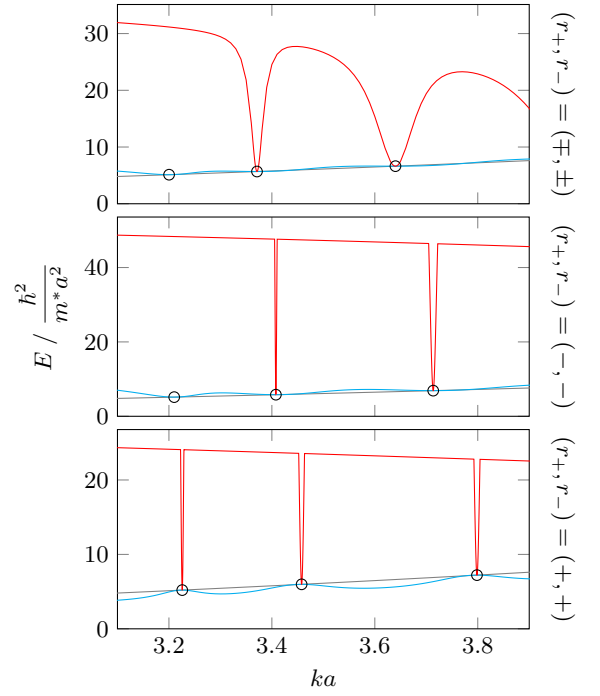 30
20
10
0
(r₊, r₋) = (∓, ±)
40
20
0
E / ħ² / m*a²
(r₊, r₋) = (−, −)
20
10
0
(r₊, r₋) = (+, +)
3.2 3.4 3.6 3.8
ka